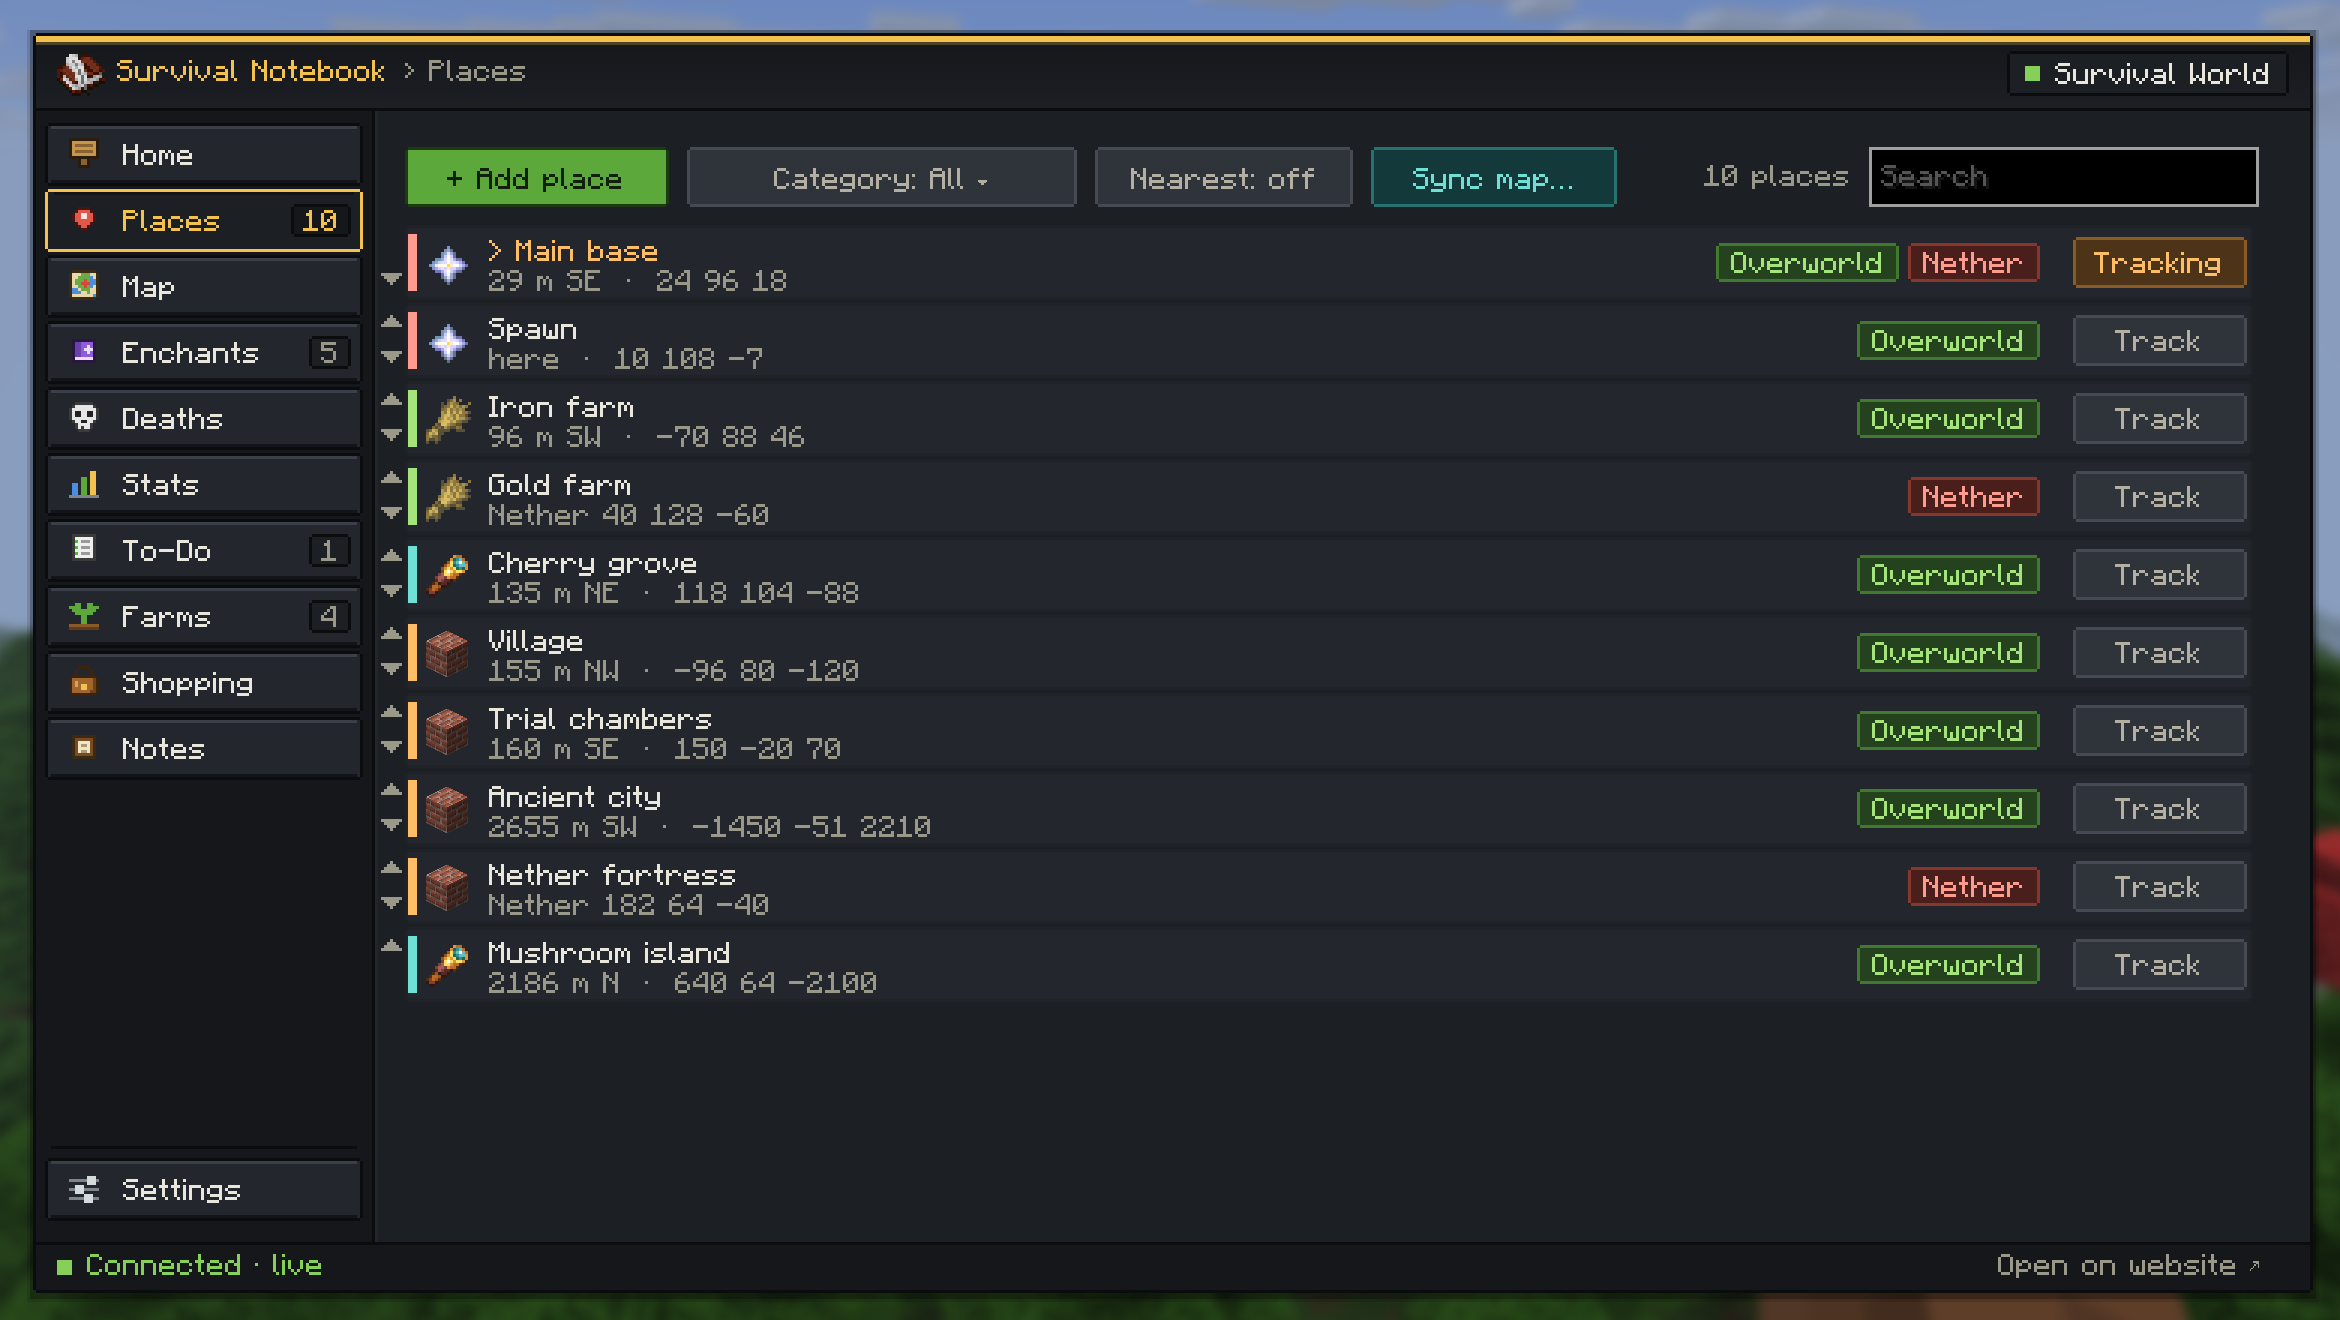 Survival Notebook > Places
Survival World
Home
Places 10
Map
Enchants 5
Deaths
Stats
To-Do 1
Farms 4
Shopping
Notes
Settings
+ Add place
Category: All
Nearest: off
Sync map...
10 places
Search
> Main base
29 m SE · 24 96 18
Overworld Nether Tracking
Spawn
here · 10 108 -7
Overworld Track
Iron farm
96 m SW · -70 88 46
Overworld Track
Gold farm
Nether 40 128 -60
Nether Track
Cherry grove
135 m NE · 118 104 -88
Overworld Track
Village
155 m NW · -96 80 -120
Overworld Track
Trial chambers
160 m SE · 150 -20 70
Overworld Track
Ancient city
2655 m SW · -1450 -51 2210
Overworld Track
Nether fortress
Nether 182 64 -40
Nether Track
Mushroom island
2186 m N · 640 64 -2100
Overworld Track
Connected · live
Open on website ↗